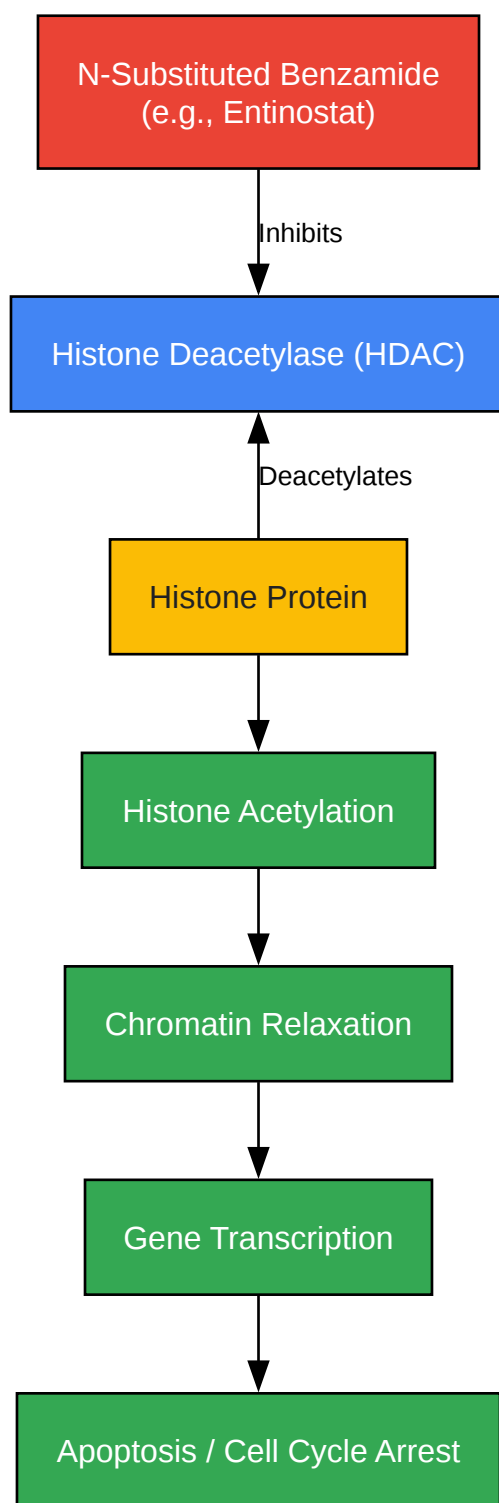 N-Substituted Benzamide
(e.g., Entinostat)
Inhibits
Histone Deacetylase (HDAC)
Deacetylates
Histone Protein
Histone Acetylation
Chromatin Relaxation
Gene Transcription
Apoptosis / Cell Cycle Arrest